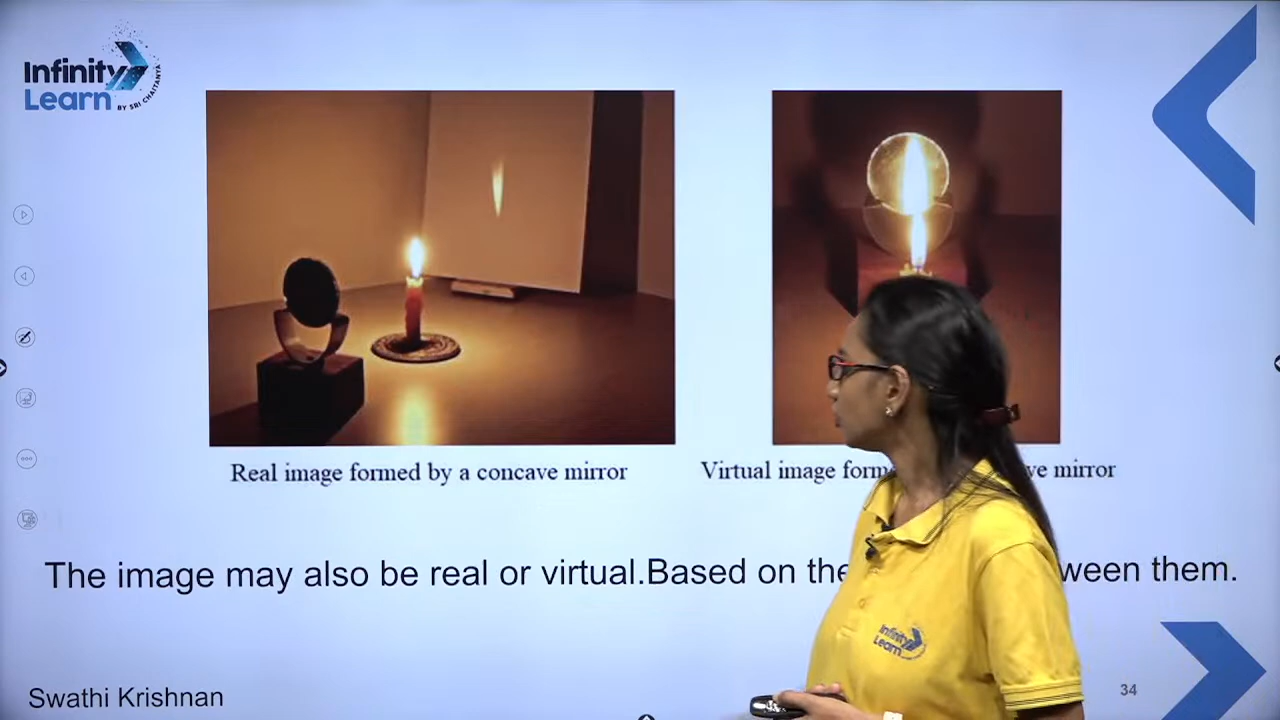 Infinity
Learn
BY SRI CHAITANYA
Real image formed by a concave mirror
Virtual image form ve mirror
The image may also be real or virtual.Based on the ween them.
Infinity
Learn
Swathi Krishnan
34